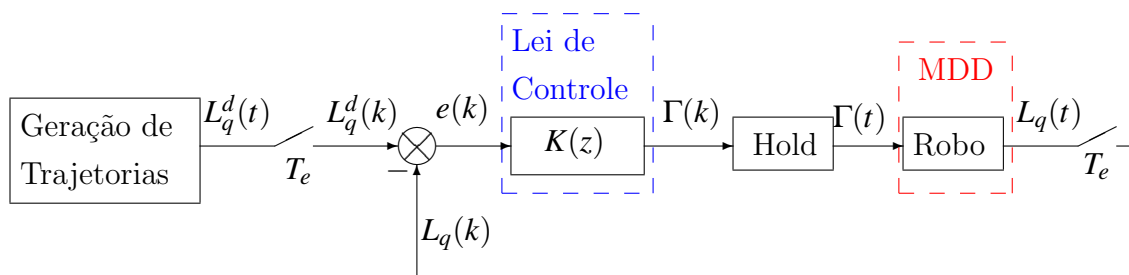 Lei de
Controle
MDD
Geração de
Trajetorias
L_q^d(t)
T_e
L_q^d(k)
−
e(k)
K(z)
Γ(k)
Hold
Γ(t)
Robo
L_q(t)
T_e
L_q(k)